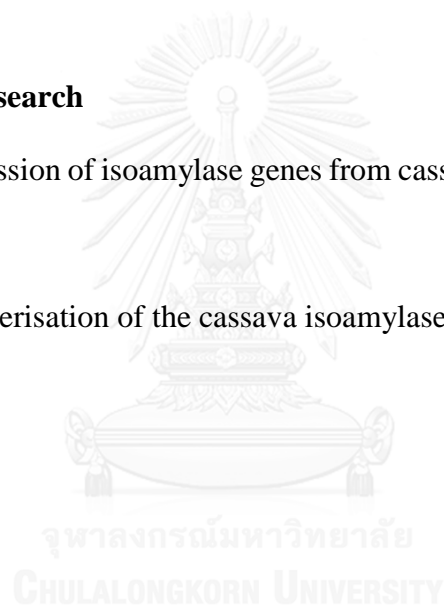 search
ssion of isoamylase genes from cass
erisation of the cassava isoamylase
จุฬาลงกรณ์มหาวิทยาลัย
CHULALONGKORN UNIVERSITY